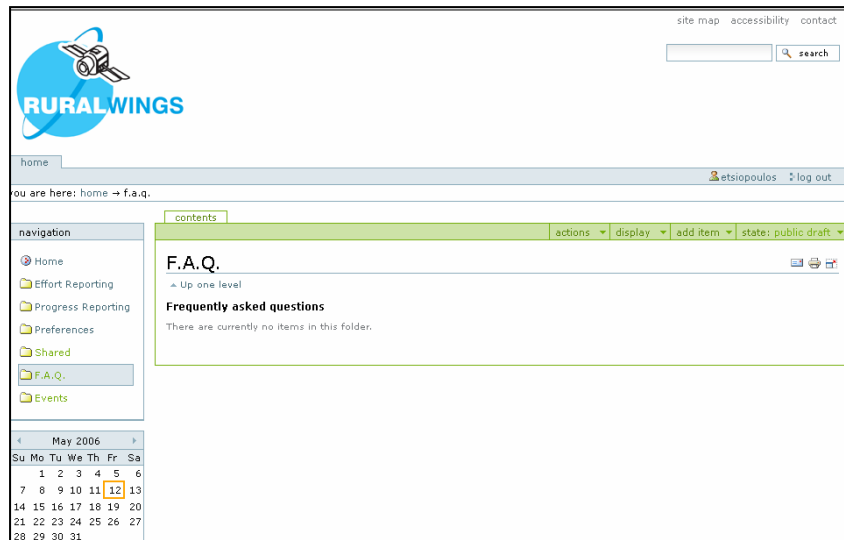 site map accessibility contact
search
RURALWINGS
home
etsiopoulos log out
you are here: home → f.a.q.
contents
navigation
actions display add item state: public draft
Home
F.A.Q.
Effort Reporting
Up one level
Progress Reporting
Frequently asked questions
Preferences
There are currently no items in this folder.
Shared
F.A.Q.
Events
May 2006
Su Mo Tu We Th Fr Sa
1 2 3 4 5 6
7 8 9 10 11 12 13
14 15 16 17 18 19 20
21 22 23 24 25 26 27
28 29 30 31